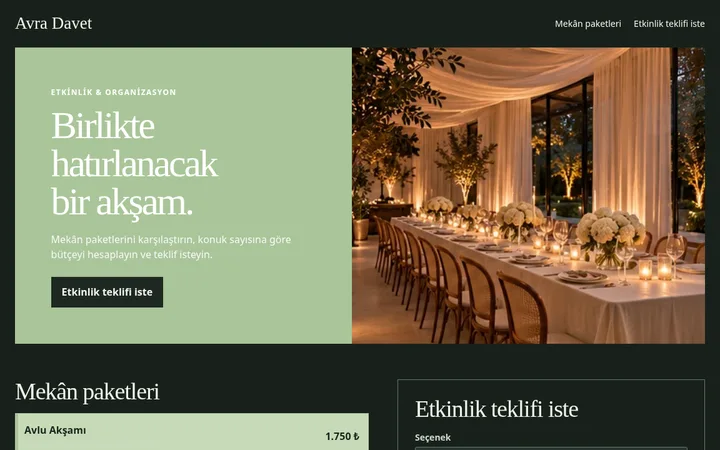 Avra Davet
Mekân paketleri
Etkinlik teklifi iste
ETKİNLİK & ORGANİZASYON
Birlikte
hatırlanacak
bir akşam.
Mekân paketlerini karşılaştırın, konuk sayısına göre
bütçeyi hesaplayın ve teklif isteyin.
Etkinlik teklifi iste
Mekân paketleri
Avlu Akşamı
1.750 ₺
Etkinlik teklifi iste
Seçenek